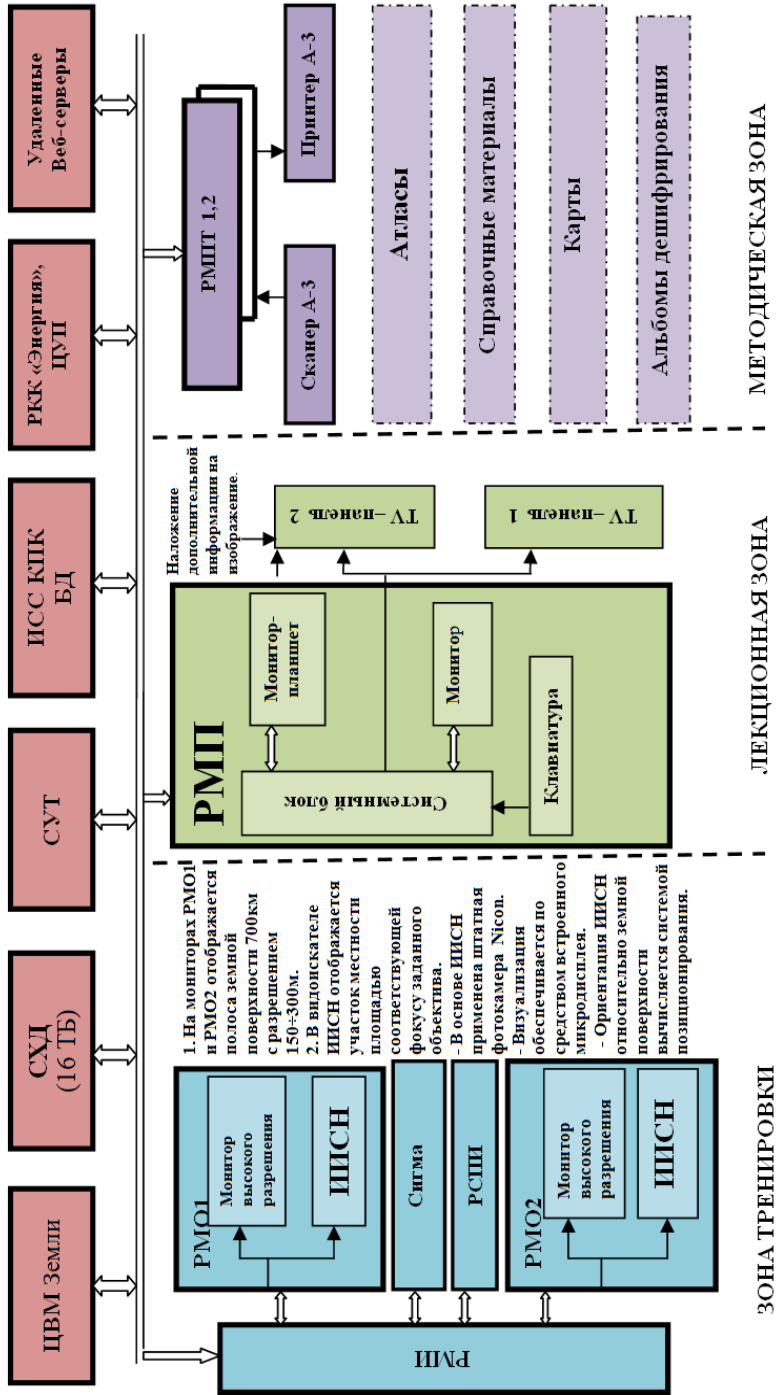 ЦВМ Земли
СХД
(16 ТБ)
СУТ
ИСС КПК
БД
РКК «Энергия»,
ЦУП
Удаленные
Веб-серверы
РМИ
РМО1
Монитор
высокого
разрешения
ИИСН
Сигма
РСПИ
РМО2
Монитор
высокого
разрешения
ИИСН
1. На мониторах РМО1
и РМО2 отображается
полоса земной
поверхности 700км
с разрешением
150÷300м.
2. В видоискателе
ИИСН отображается
участок местности
площадью
соответствующей
фокусу заданного
объектива.
- В основе ИИСН
применена штатная
фотокамера Nicon.
- Визуализация
обеспечивается по
средством встроенного
микродисплея.
- Ориентация ИИСН
относительно земной
поверхности
вычисляется системой
позиционирования.
ЗОНА ТРЕНИРОВКИ
РМП
Системный блок
Монитор-
планшет
Монитор
Клавиатура
Наложение
дополнительной
информации на
изображение.
TV–панель 2
TV–панель 1
ЛЕКЦИОННАЯ ЗОНА
РМПТ 1,2
Сканер А-3
Принтер А-3
Атласы
Справочные материалы
Карты
Альбомы дешифрирования
МЕТОДИЧЕСКАЯ ЗОНА